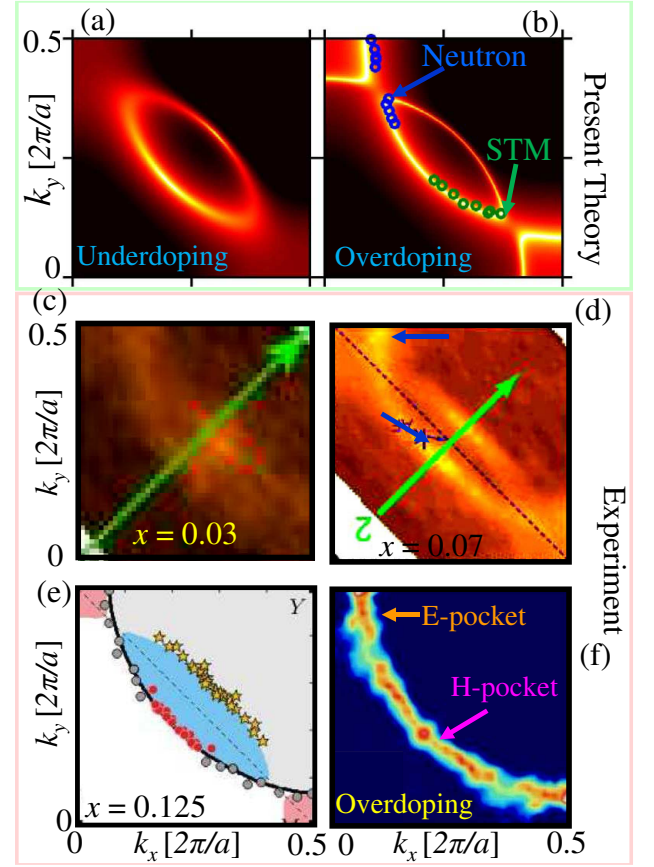 (a)
(b)
0.5
k_y [2π/a]
0
Underdoping
Neutron
STM
Overdoping
Present Theory
(c)
(d)
0.5
k_y [2π/a]
0
x = 0.03
2
x = 0.07
Experiment
(e)
Y
k_y [2π/a]
0
x = 0.125
E-pocket
(f)
H-pocket
Overdoping
0
k_x [2π/a]
0.5
0
k_x [2π/a]
0.5